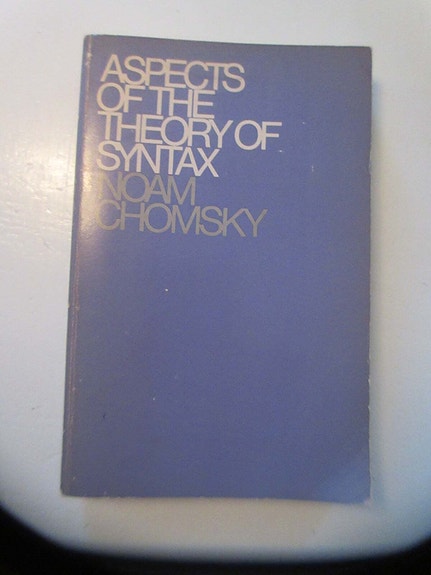 ASPECTS
OF THE
THEORY OF
SYNTAX
NOAM
CHOMSKY